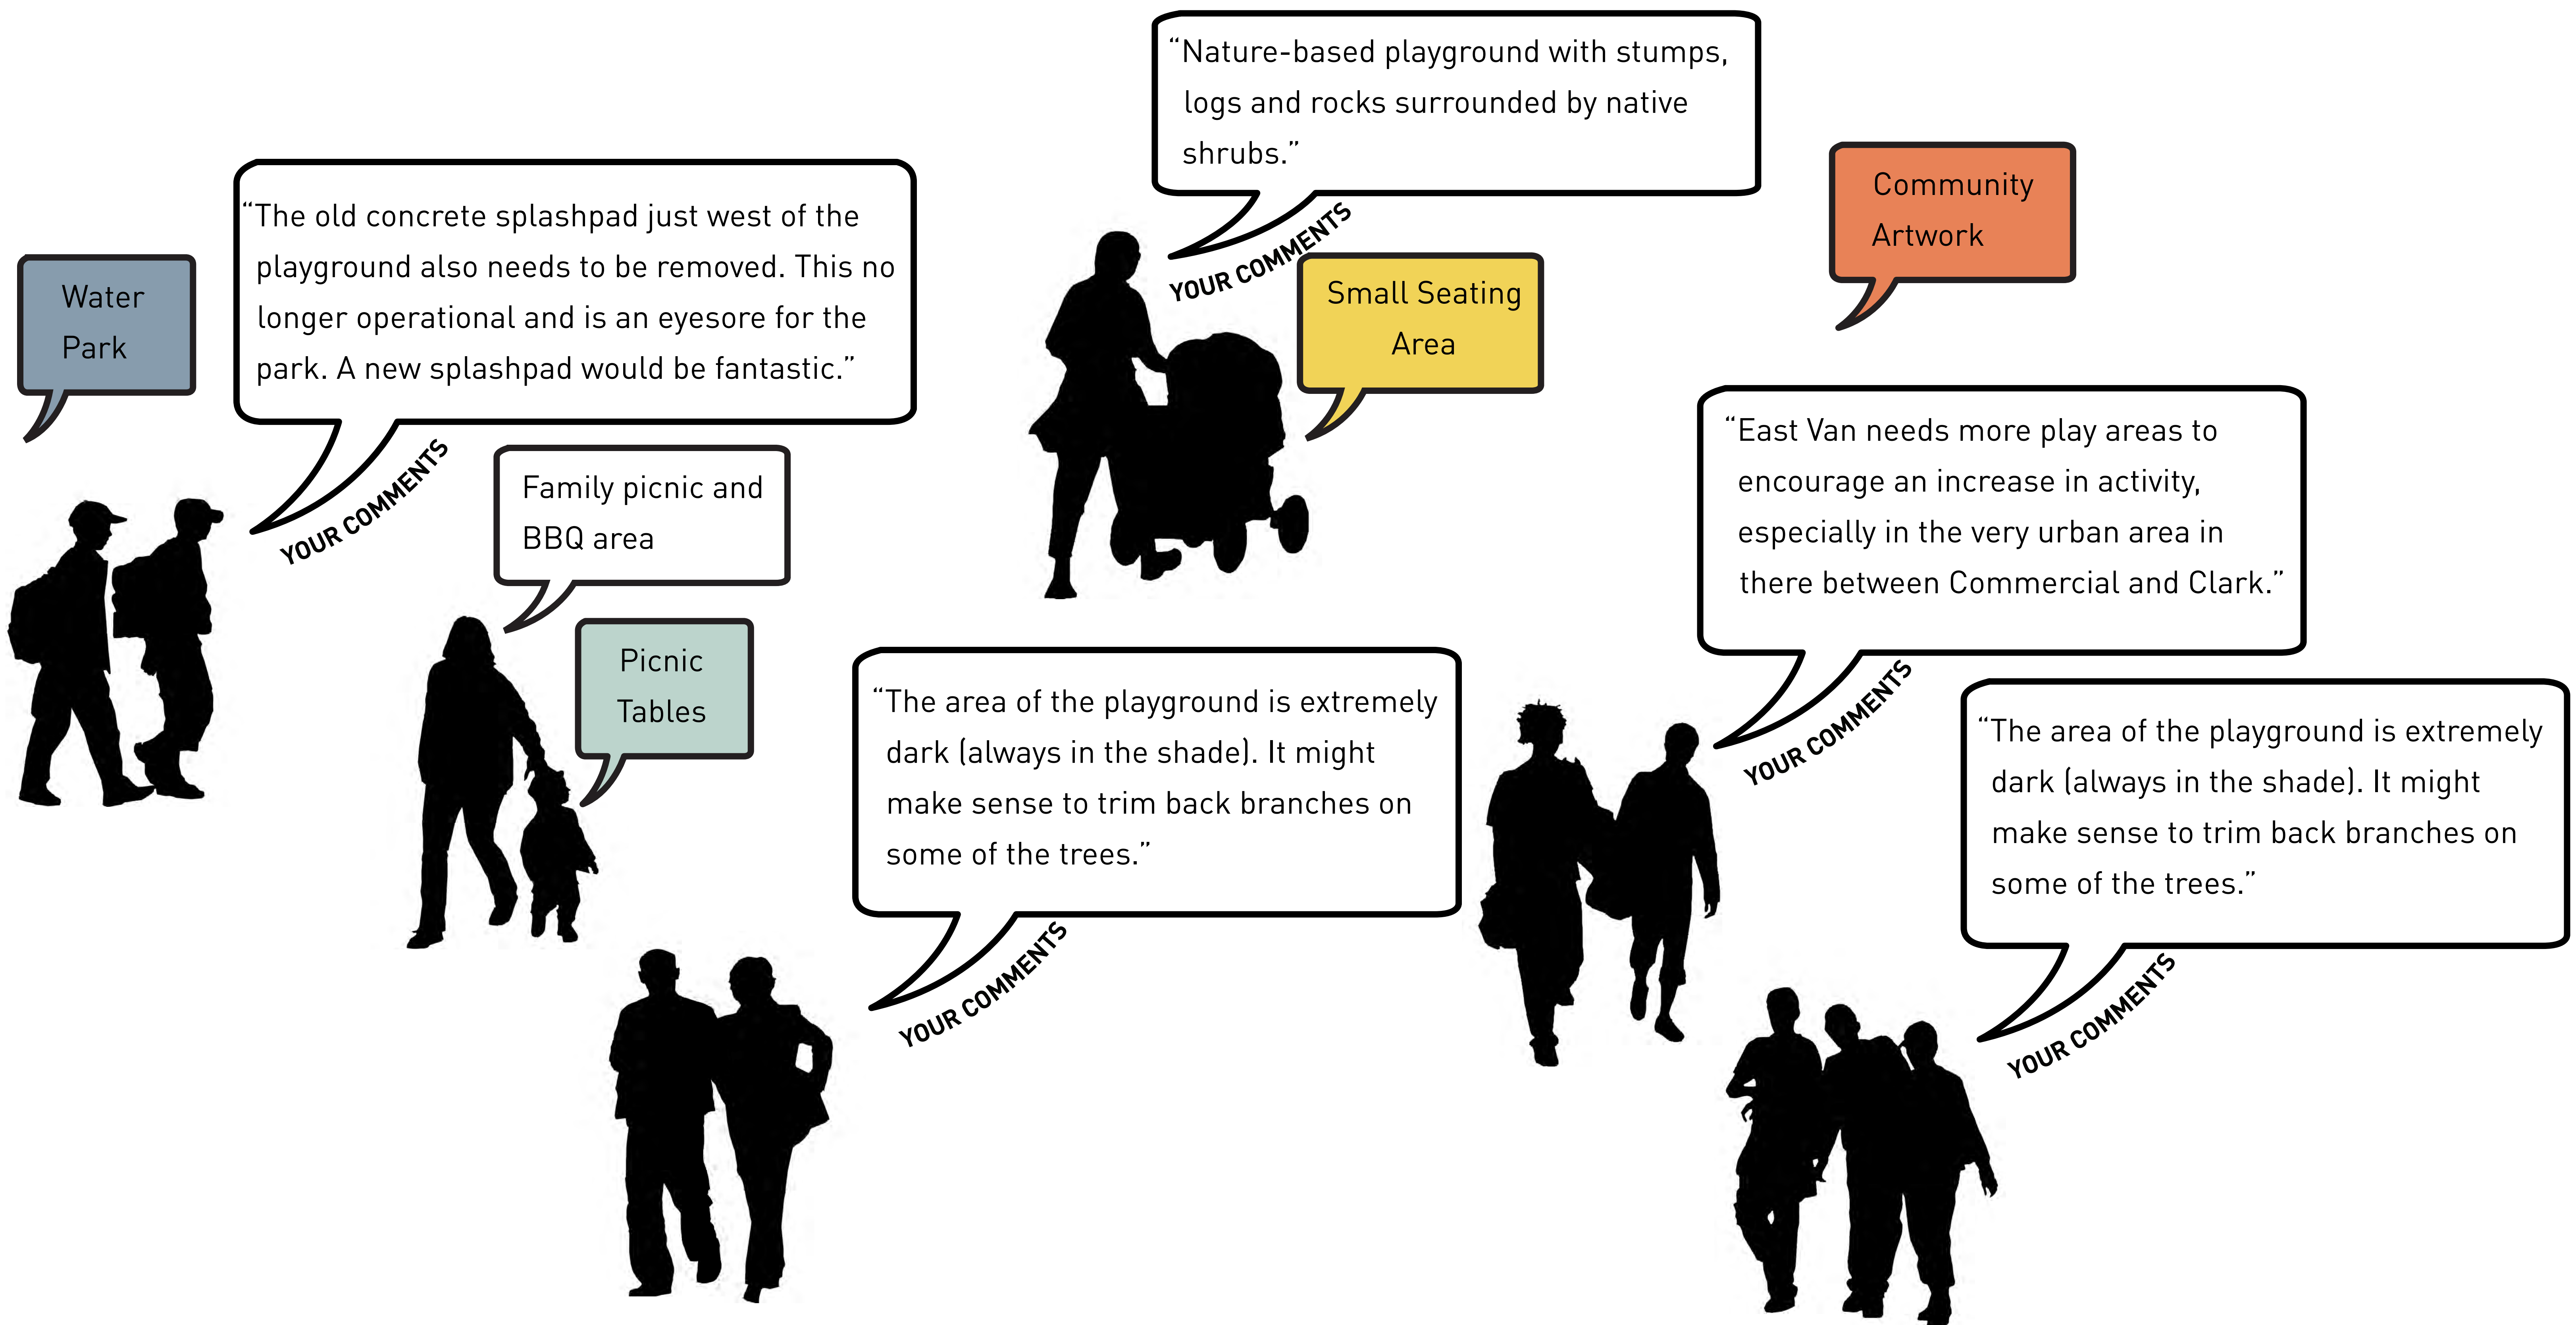 “Nature-based playground with stumps,
logs and rocks surrounded by native
shrubs.”
YOUR COMMENTS
Community
Artwork
“The old concrete splashpad just west of the
playground also needs to be removed. This no
longer operational and is an eyesore for the
park. A new splashpad would be fantastic.”
YOUR COMMENTS
Water
Park
Small Seating
Area
“East Van needs more play areas to
encourage an increase in activity,
especially in the very urban area in
there between Commercial and Clark.”
YOUR COMMENTS
Family picnic and
BBQ area
Picnic
Tables
“The area of the playground is extremely
dark (always in the shade). It might
make sense to trim back branches on
some of the trees.”
YOUR COMMENTS
“The area of the playground is extremely
dark (always in the shade). It might
make sense to trim back branches on
some of the trees.”
YOUR COMMENTS